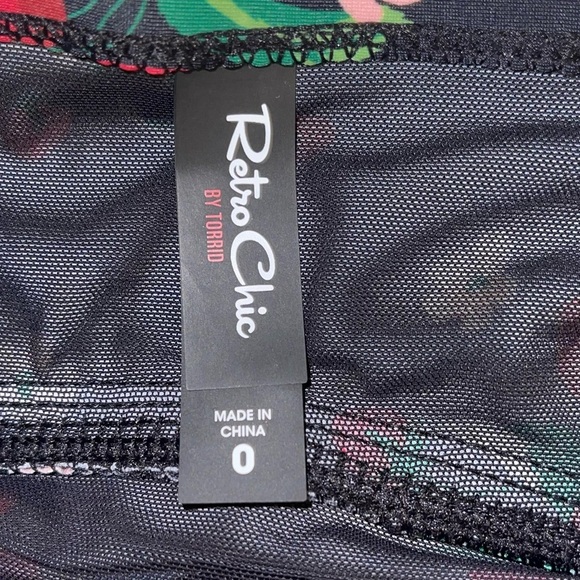 Retro Chic
BY TORRID
MADE IN
CHINA
0